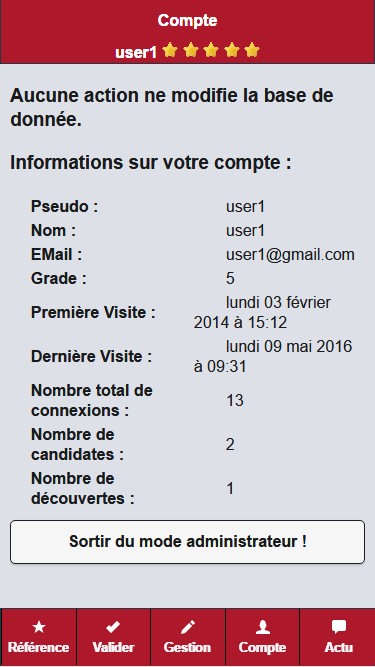 Compte
user1
Aucune action ne modifie la base de
donnée.
Informations sur votre compte :
Pseudo : user1
Nom : user1
EMail : user1@gmail.com
Grade : 5
Première Visite : lundi 03 février
2014 à 15:12
Dernière Visite : lundi 09 mai 2016
à 09:31
Nombre total de
connexions : 13
Nombre de
candidates : 2
Nombre de
découvertes : 1
Sortir du mode administrateur !
Référence Valider Gestion Compte Actu